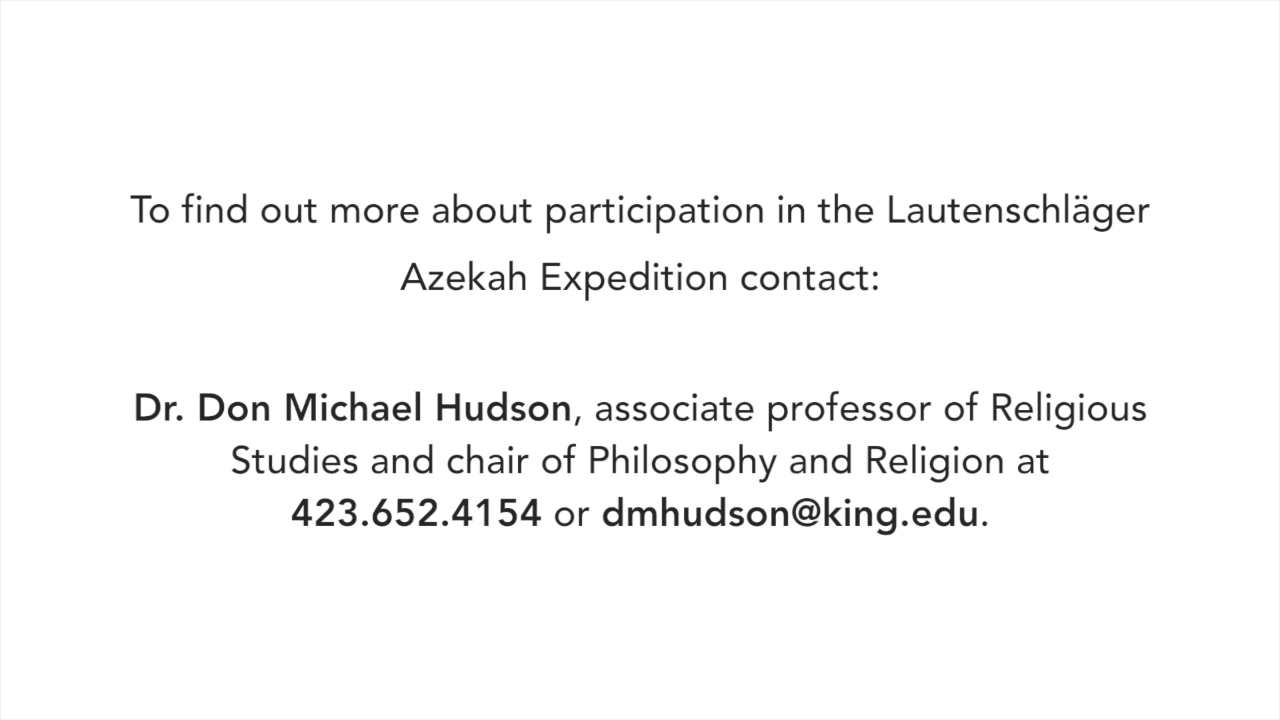 To find out more about participation in the Lautenschläger
Azekah Expedition contact:
Dr. Don Michael Hudson, associate professor of Religious
Studies and chair of Philosophy and Religion at
423.652.4154 or dmhudson@king.edu.